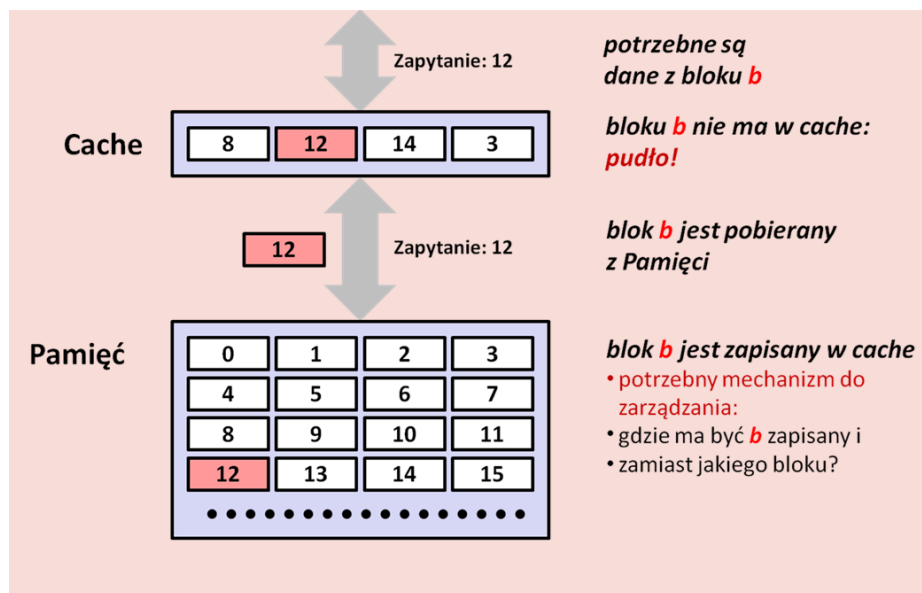 Zapytanie: 12
potrzebne są
dane z bloku b
Cache
8 12 14 3
bloku b nie ma w cache:
pudło!
12
Zapytanie: 12
blok b jest pobierany
z Pamięci
Pamięć
0 1 2 3
4 5 6 7
8 9 10 11
12 13 14 15
blok b jest zapisany w cache
• potrzebny mechanizm do
zarządzania:
• gdzie ma być b zapisany i
• zamiast jakiego bloku?